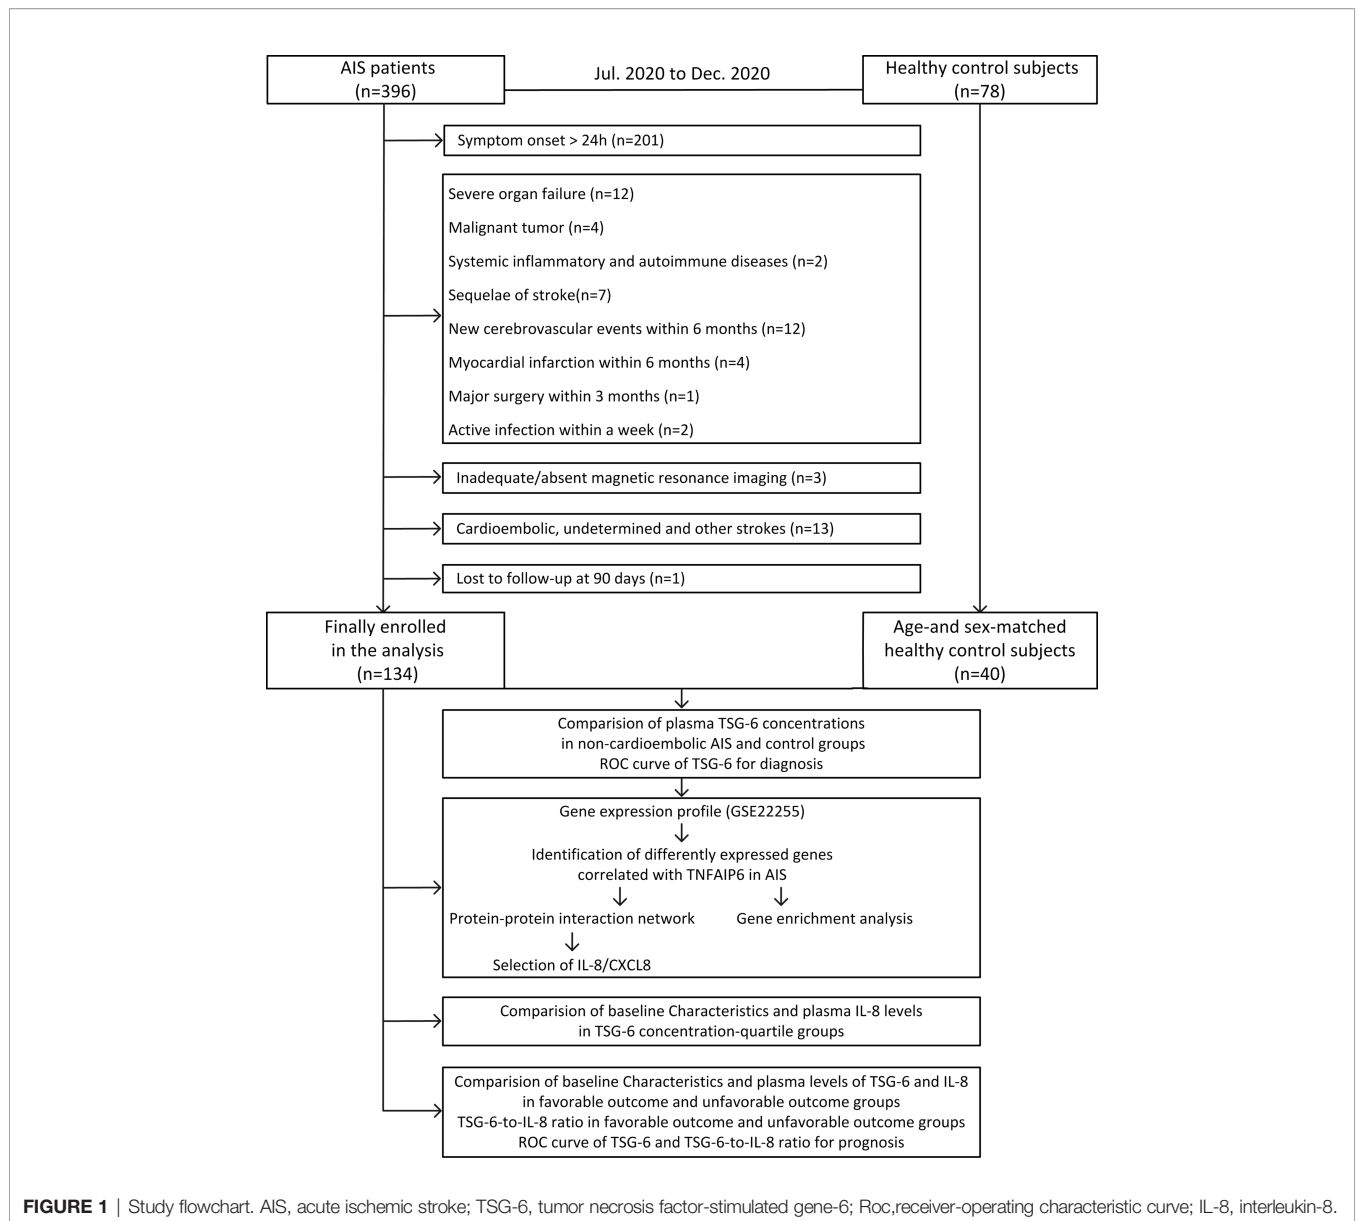 AIS patients
(n=396)
Jul. 2020 to Dec. 2020
Healthy control subjects
(n=78)
Symptom onset > 24h (n=201)
Severe organ failure (n=12)
Malignant tumor (n=4)
Systemic inflammatory and autoimmune diseases (n=2)
Sequelae of stroke(n=7)
New cerebrovascular events within 6 months (n=12)
Myocardial infarction within 6 months (n=4)
Major surgery within 3 months (n=1)
Active infection within a week (n=2)
Inadequate/absent magnetic resonance imaging (n=3)
Cardioembolic, undetermined and other strokes (n=13)
Lost to follow-up at 90 days (n=1)
Finally enrolled
in the analysis
(n=134)
Age-and sex-matched
healthy control subjects
(n=40)
Comparision of plasma TSG-6 concentrations
in non-cardioembolic AIS and control groups
ROC curve of TSG-6 for diagnosis
Gene expression profile (GSE22255)
Identification of differently expressed genes
correlated with TNFAIP6 in AIS
Protein-protein interaction network
Gene enrichment analysis
Selection of IL-8/CXCL8
Comparision of baseline Characteristics and plasma IL-8 levels
in TSG-6 concentration-quartile groups
Comparision of baseline Characteristics and plasma levels of TSG-6 and IL-8
in favorable outcome and unfavorable outcome groups
TSG-6-to-IL-8 ratio in favorable outcome and unfavorable outcome groups
ROC curve of TSG-6 and TSG-6-to-IL-8 ratio for prognosis
FIGURE 1 | Study flowchart. AIS, acute ischemic stroke; TSG-6, tumor necrosis factor-stimulated gene-6; Roc,receiver-operating characteristic curve; IL-8, interleukin-8.